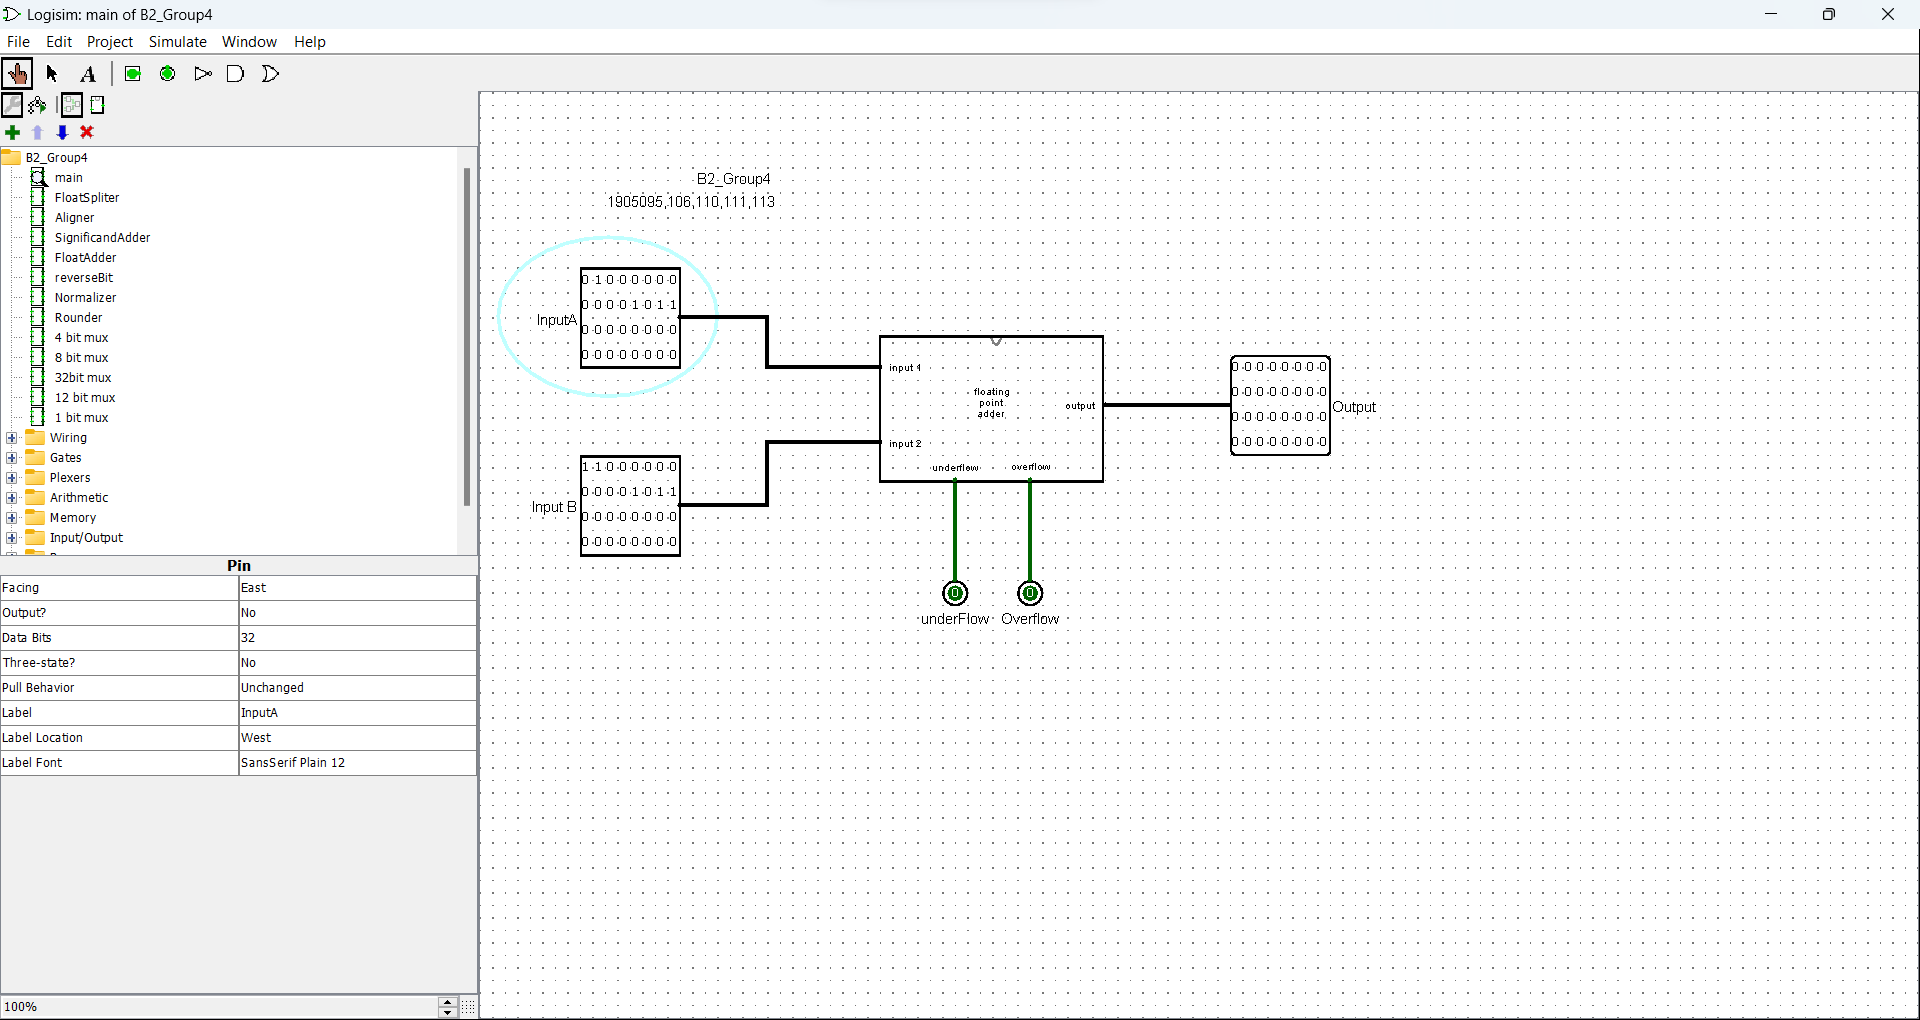 Logisim: main of B2_Group4
File Edit Project Simulate Window Help
A
B2_Group4
main
FloatSpliter
Aligner
SignificandAdder
FloatAdder
reverseBit
Normalizer
Rounder
4 bit mux
8 bit mux
32bit mux
12 bit mux
1 bit mux
Wiring
Gates
Plexers
Arithmetic
Memory
Input/Output
Pin
Facing East
Output? No
Data Bits 32
Three-state? No
Pull Behavior Unchanged
Label InputA
Label Location West
Label Font SansSerif Plain 12
100%
B2_Group4
1905095,106,110,111,113
InputA
0 1 0 0 0 0 0 0
0 0 0 0 1 0 1 1
0 0 0 0 0 0 0 0
0 0 0 0 0 0 0 0
Input B
1 1 0 0 0 0 0 0
0 0 0 0 1 0 1 1
0 0 0 0 0 0 0 0
0 0 0 0 0 0 0 0
input 1
floating
point
adder
output
input 2
underflow overflow
0 0
underFlow Overflow
0 0 0 0 0 0 0 0
0 0 0 0 0 0 0 0
0 0 0 0 0 0 0 0
0 0 0 0 0 0 0 0
Output